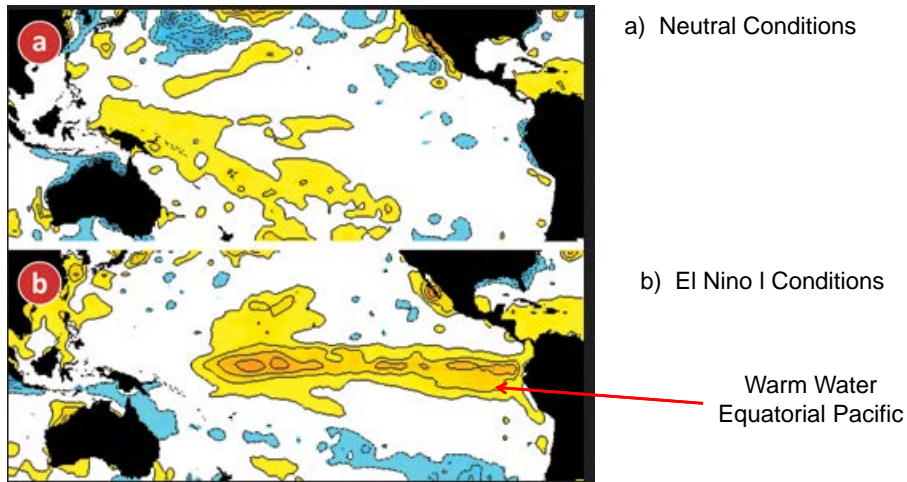 a
a) Neutral Conditions
b
b) El Nino l Conditions
Warm Water
Equatorial Pacific